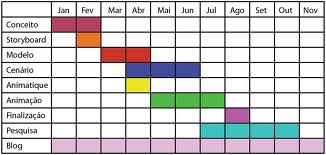 Jan Fev Mar Abr Mai Jun Jul Ago Set Out Nov
Conceito
Storyboard
Modelo
Cenário
Animatique
Animação
Finalização
Pesquisa
Blog